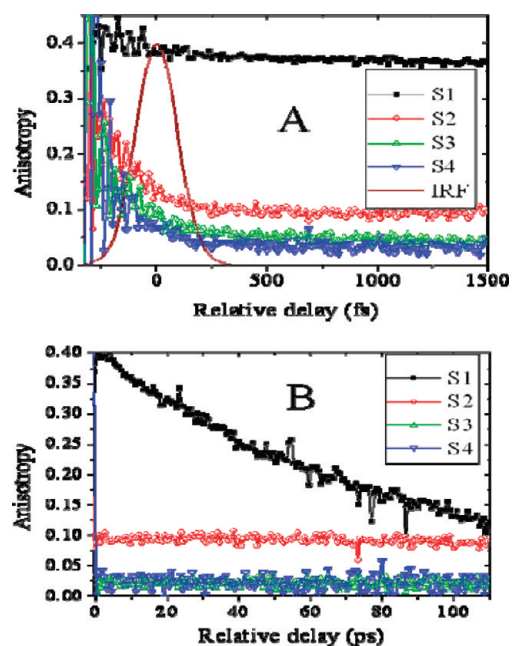 0.4
0.3
0.2
0.1
0.0
Anisotropy
A
S1
S2
S3
S4
IRF
0
500
1000
1500
Relative delay (fs)
0.40
0.35
0.30
0.25
0.20
0.15
0.10
0.05
0.00
Anisotropy
B
S1
S2
S3
S4
0
20
40
60
80
100
Relative delay (ps)